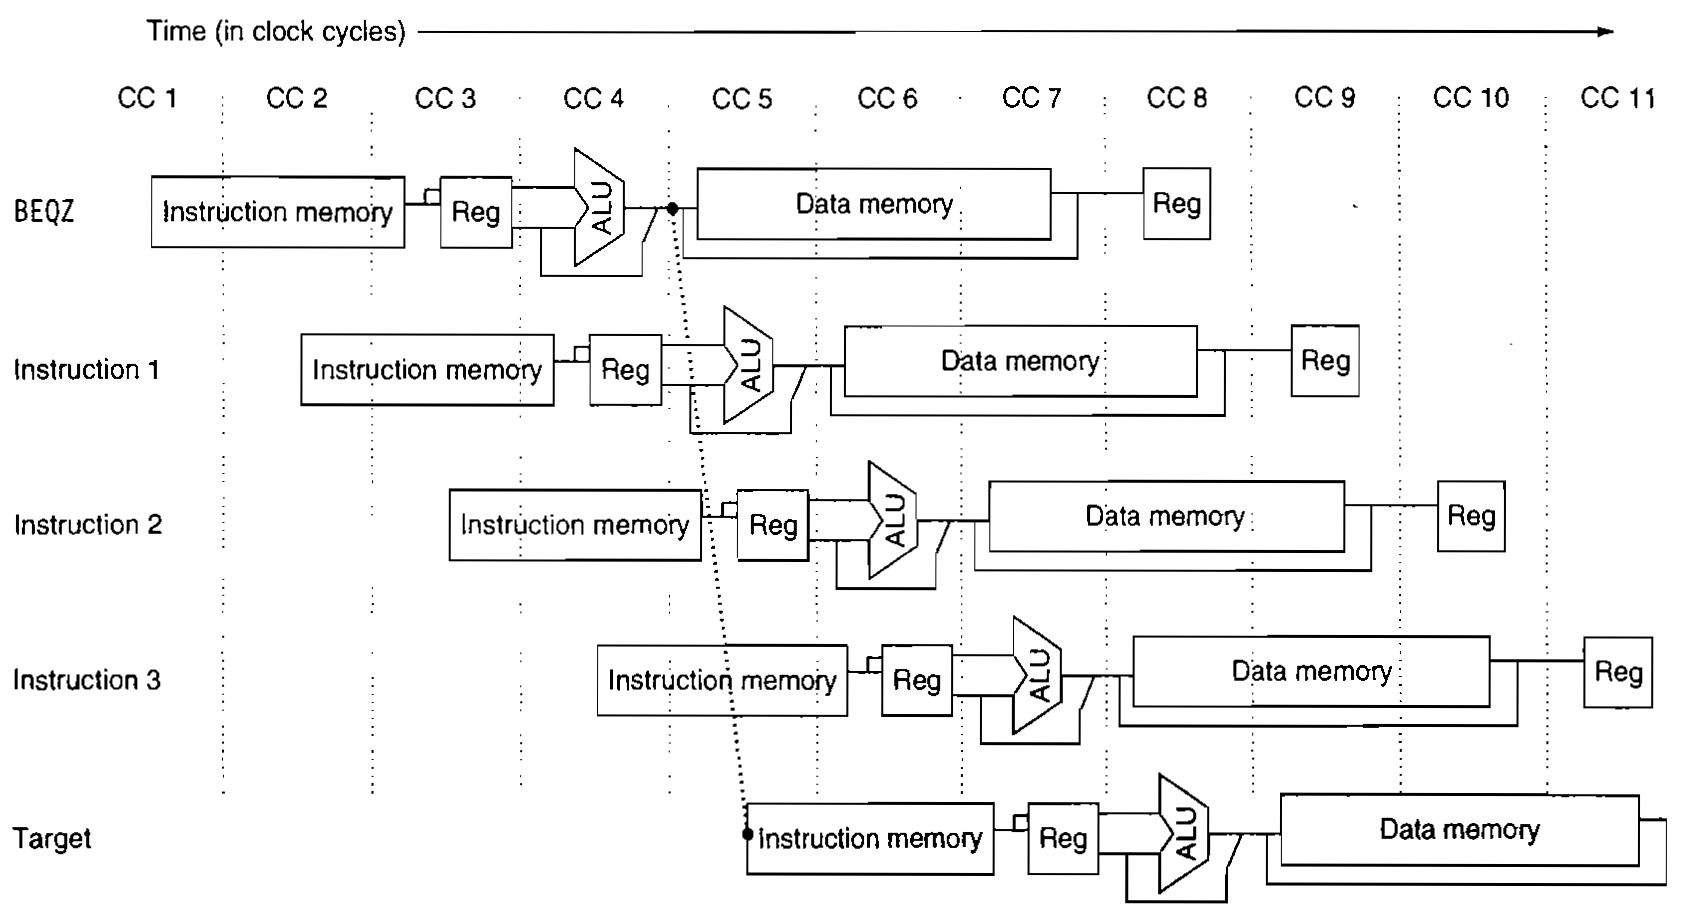 Time (in clock cycles)
CC 1 CC 2 CC 3 CC 4 CC 5 CC 6 CC 7 CC 8 CC 9 CC 10 CC 11
BEQZ Instruction memory Reg ALU Data memory Reg
Instruction 1 Instruction memory Reg ALU Data memory Reg
Instruction 2 Instruction memory Reg ALU Data memory Reg
Instruction 3 Instruction memory Reg ALU Data memory Reg
Target Instruction memory Reg ALU Data memory